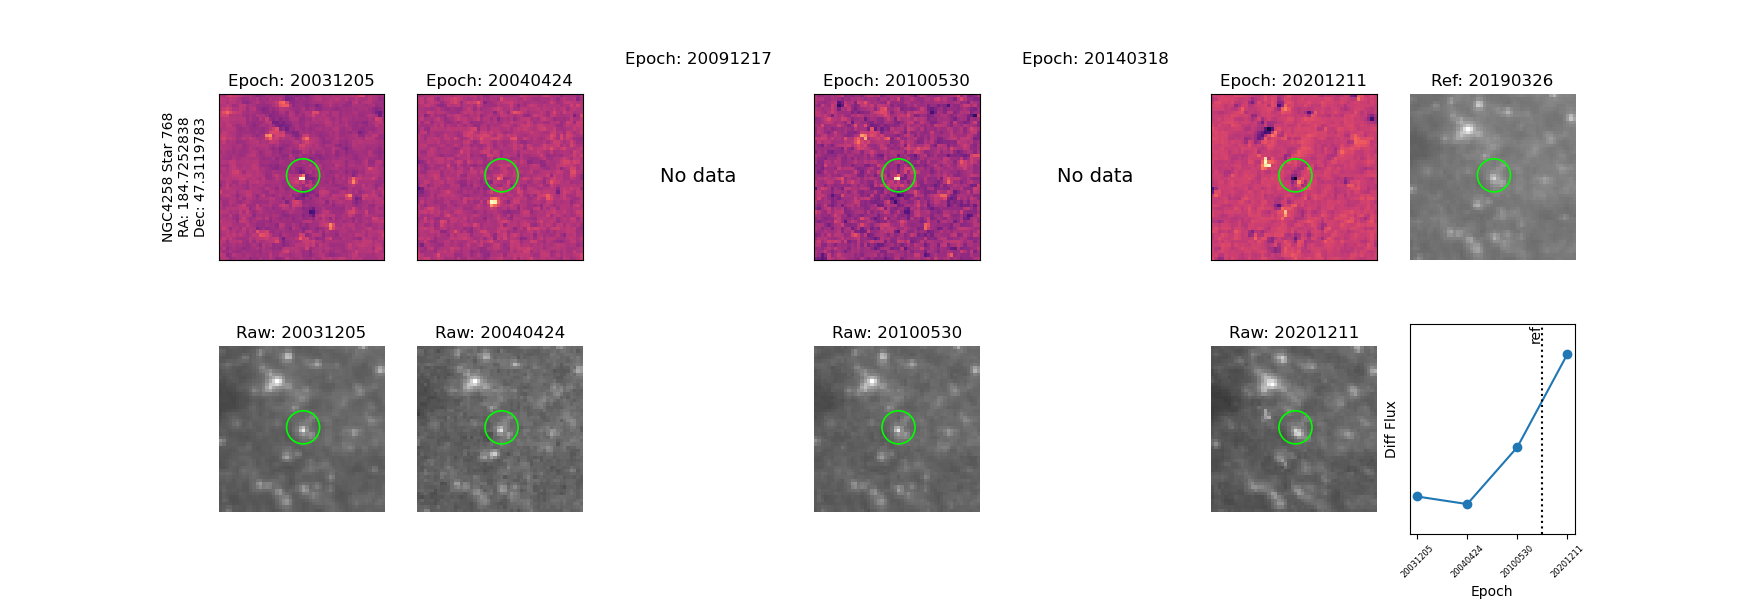 Epoch: 20091217
Epoch: 20140318
Epoch: 20031205
Epoch: 20040424
Epoch: 20100530
Epoch: 20201211
Ref: 20190326
NGC4258 Star 768
RA: 184.7252838
Dec: 47.3119783
No data
No data
Raw: 20031205
Raw: 20040424
Raw: 20100530
Raw: 20201211
ref
Diff Flux
20031205
20040424
20100530
20201211
Epoch